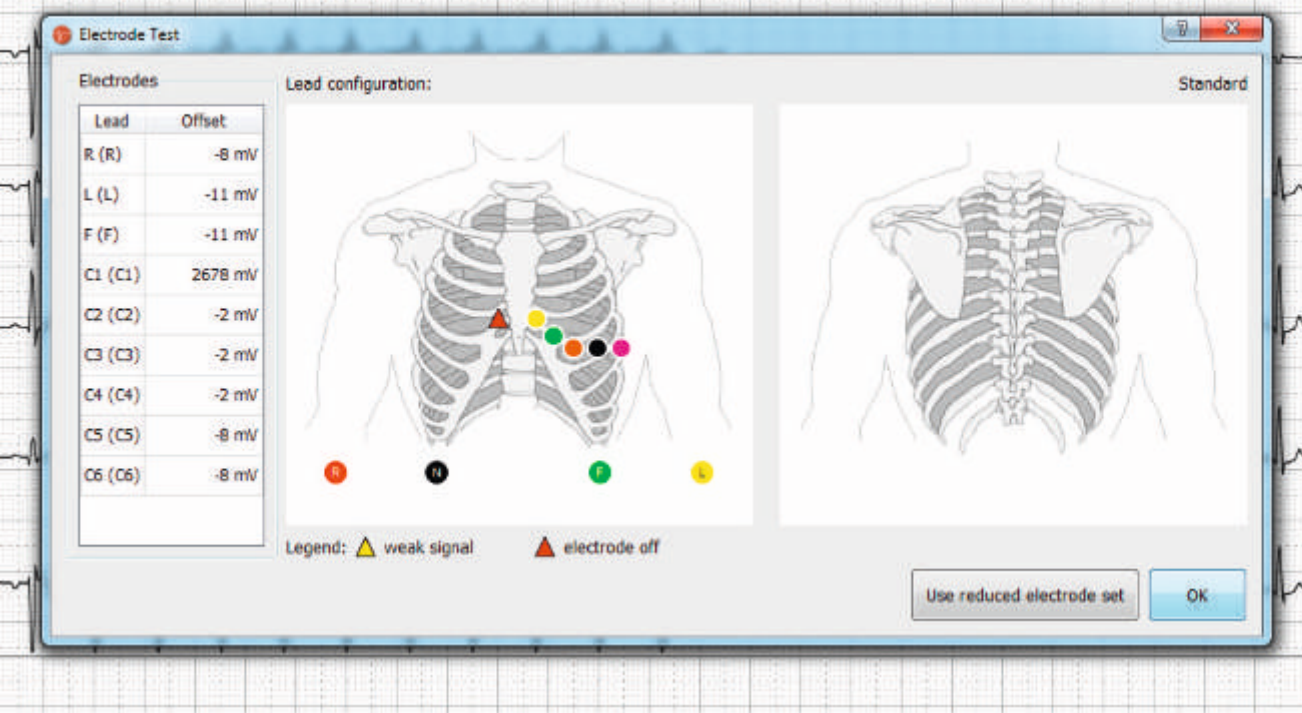 Electrode Test
?
X
Electrodes
Lead Offset
R (R) -8 mV
L (L) -11 mV
F (F) -11 mV
C1 (C1) 2678 mV
C2 (C2) -2 mV
C3 (C3) -2 mV
C4 (C4) -2 mV
C5 (C5) -8 mV
C6 (C6) -8 mV
Lead configuration:
Standard
R N F L
Legend: weak signal electrode off
Use reduced electrode set
OK